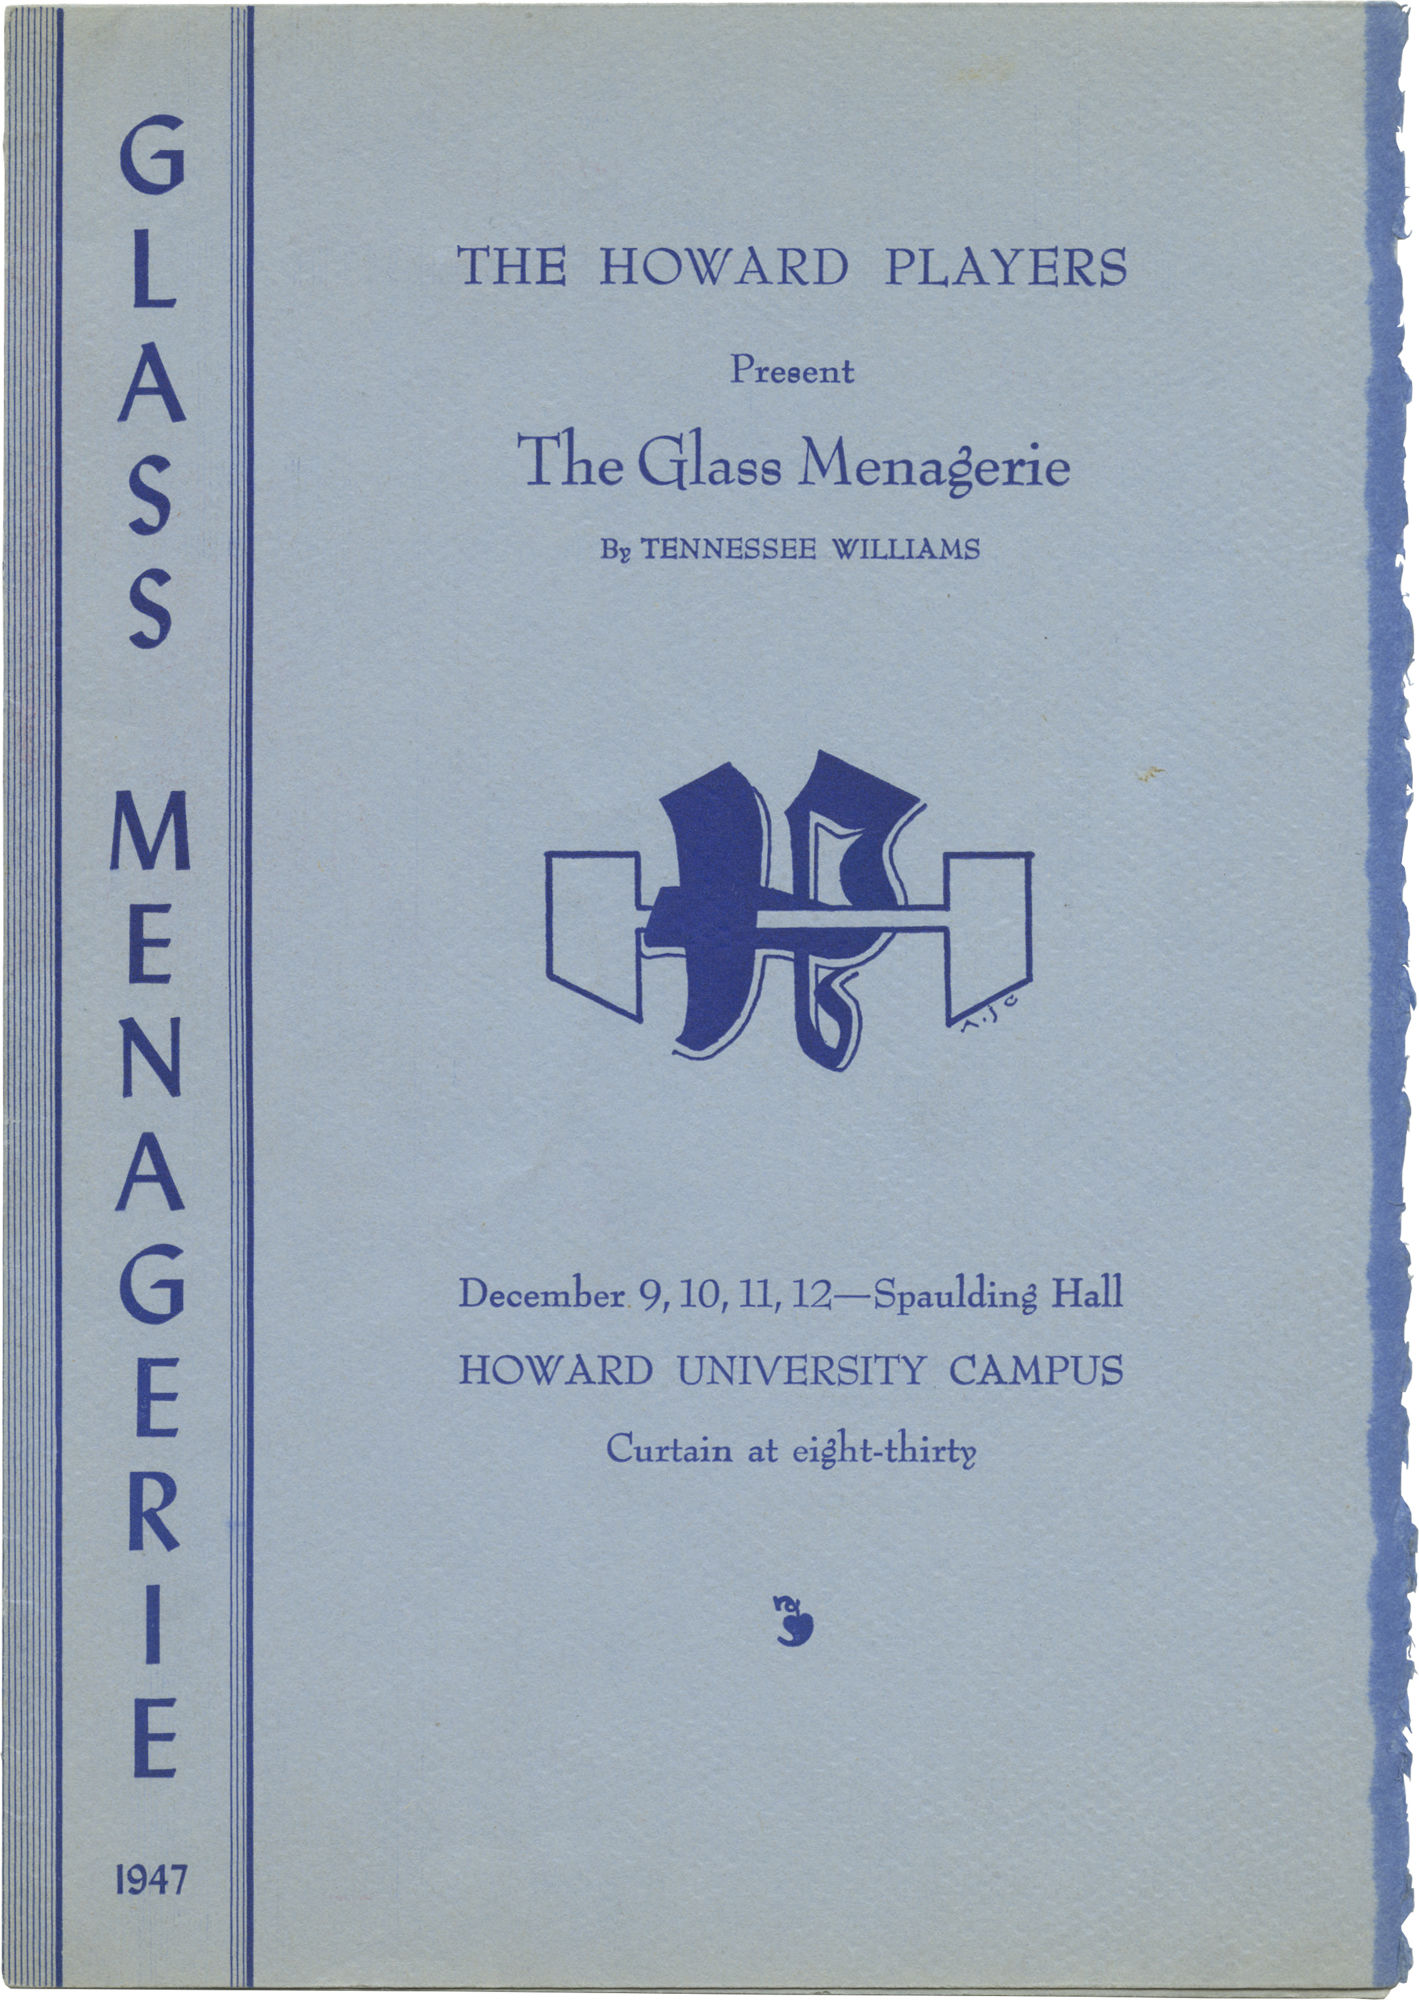 GLASS MENAGERIE
1947
THE HOWARD PLAYERS
Present
The Glass Menagerie
By TENNESSEE WILLIAMS
A.J.C
December 9, 10, 11, 12—Spaulding Hall
HOWARD UNIVERSITY CAMPUS
Curtain at eight-thirty